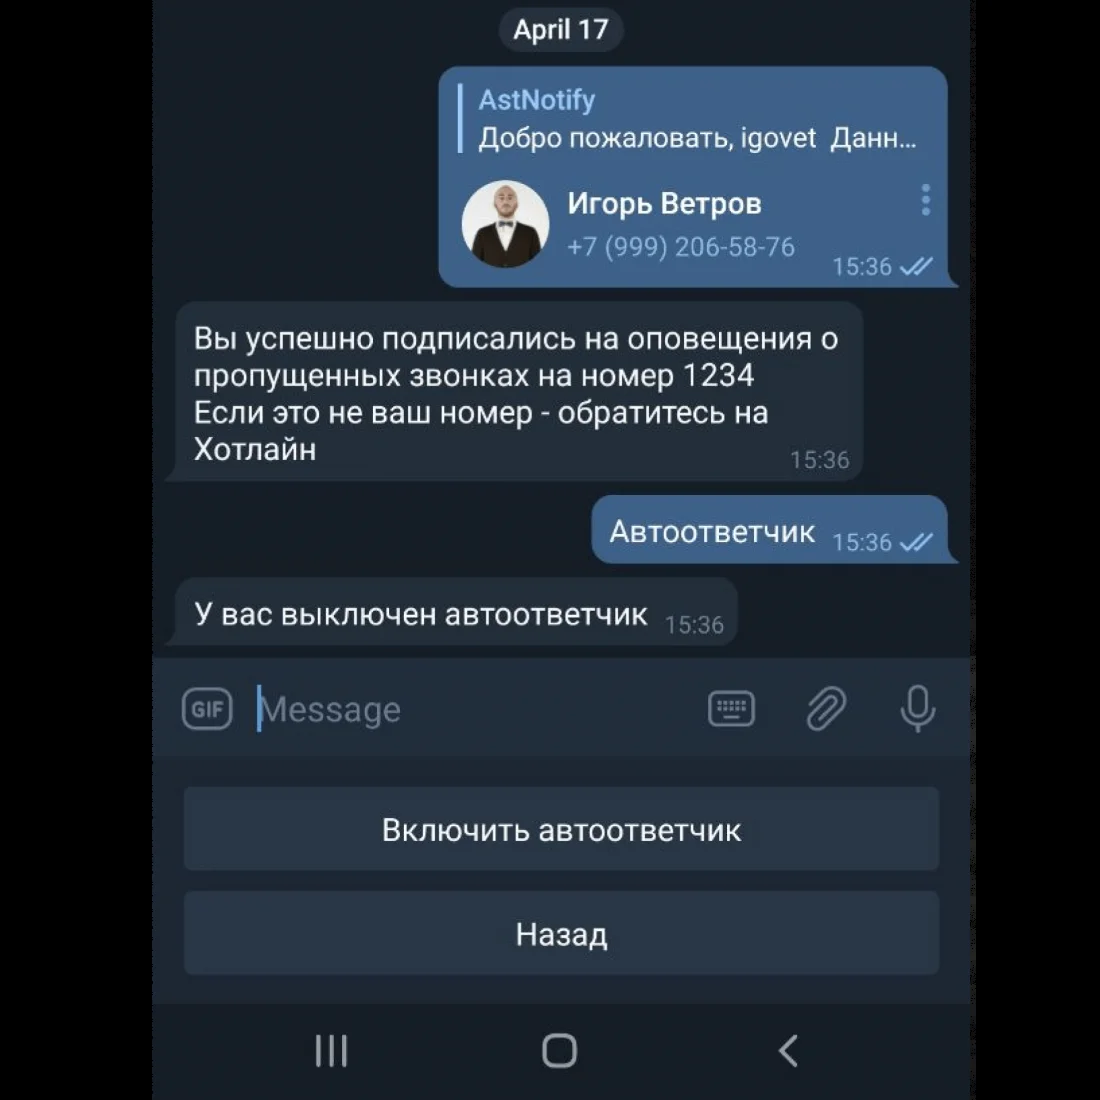 April 17
AstNotify
Добро пожаловать, igovet Данн...
Игорь Ветров
+7 (999) 206-58-76
15:36
Вы успешно подписались на оповещения о
пропущенных звонках на номер 1234
Если это не ваш номер - обратитесь на
Хотлайн
15:36
Автоответчик 15:36
У вас выключен автоответчик 15:36
GIF Message
Включить автоответчик
Назад